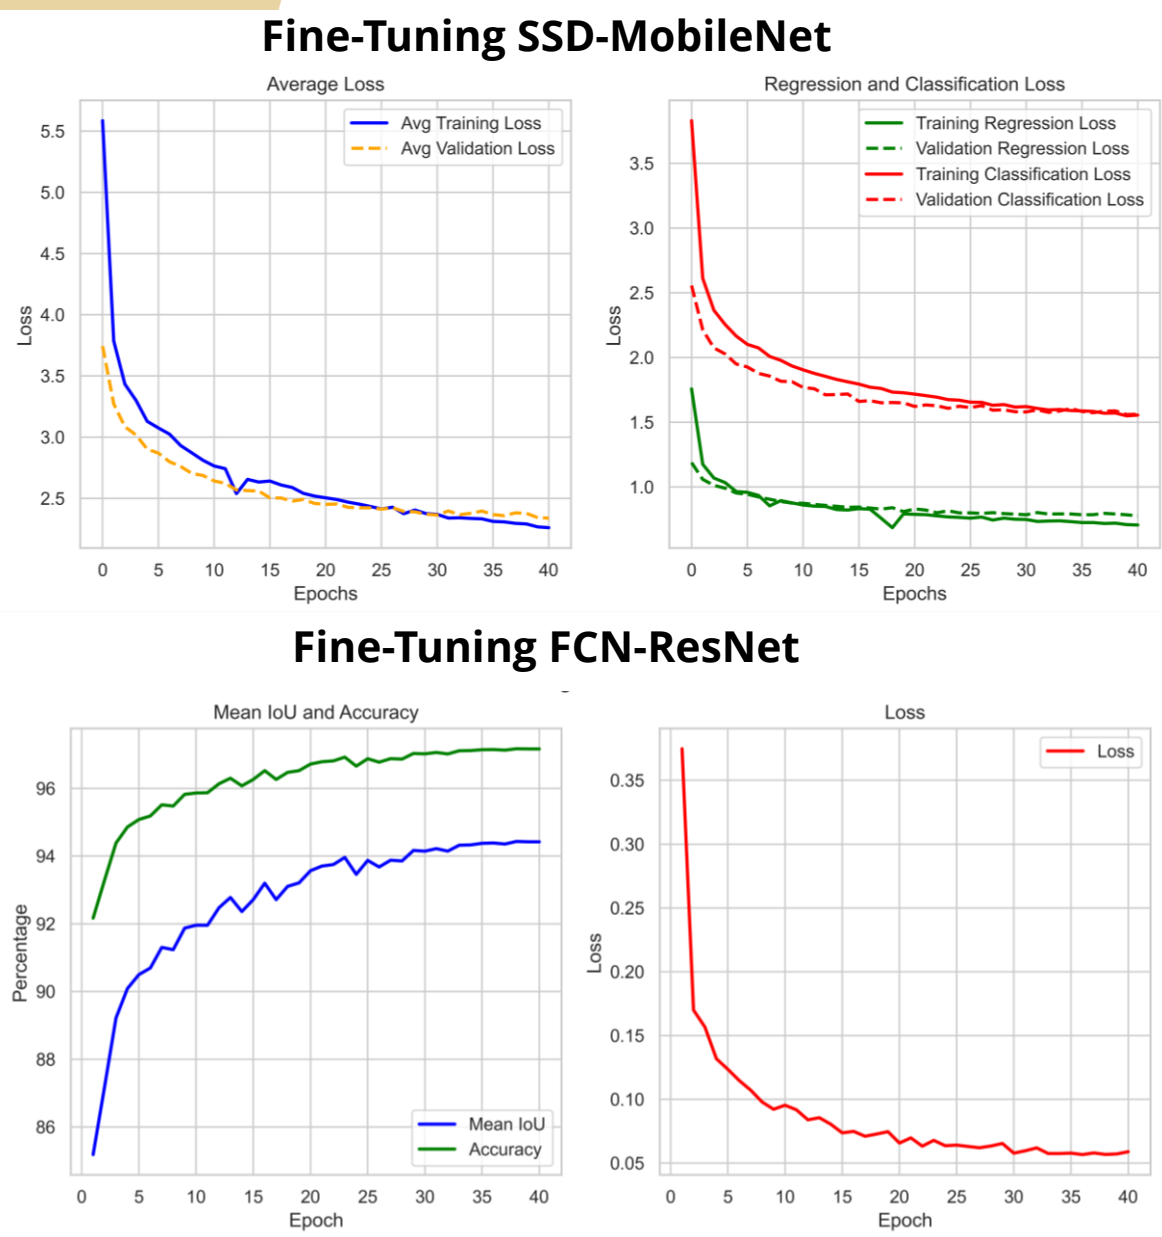 Fine-Tuning SSD-MobileNet
Average Loss
Avg Training Loss
Avg Validation Loss
5.5
5.0
4.5
4.0
3.5
3.0
2.5
Loss
0 5 10 15 20 25 30 35 40
Epochs
Regression and Classification Loss
Training Regression Loss
Validation Regression Loss
Training Classification Loss
Validation Classification Loss
3.5
3.0
2.5
2.0
1.5
1.0
Loss
0 5 10 15 20 25 30 35 40
Epochs
Fine-Tuning FCN-ResNet
Mean IoU and Accuracy
96
94
92
90
88
86
Percentage
Mean IoU
Accuracy
0 5 10 15 20 25 30 35 40
Epoch
Loss
Loss
0.35
0.30
0.25
0.20
0.15
0.10
0.05
Loss
0 5 10 15 20 25 30 35 40
Epoch